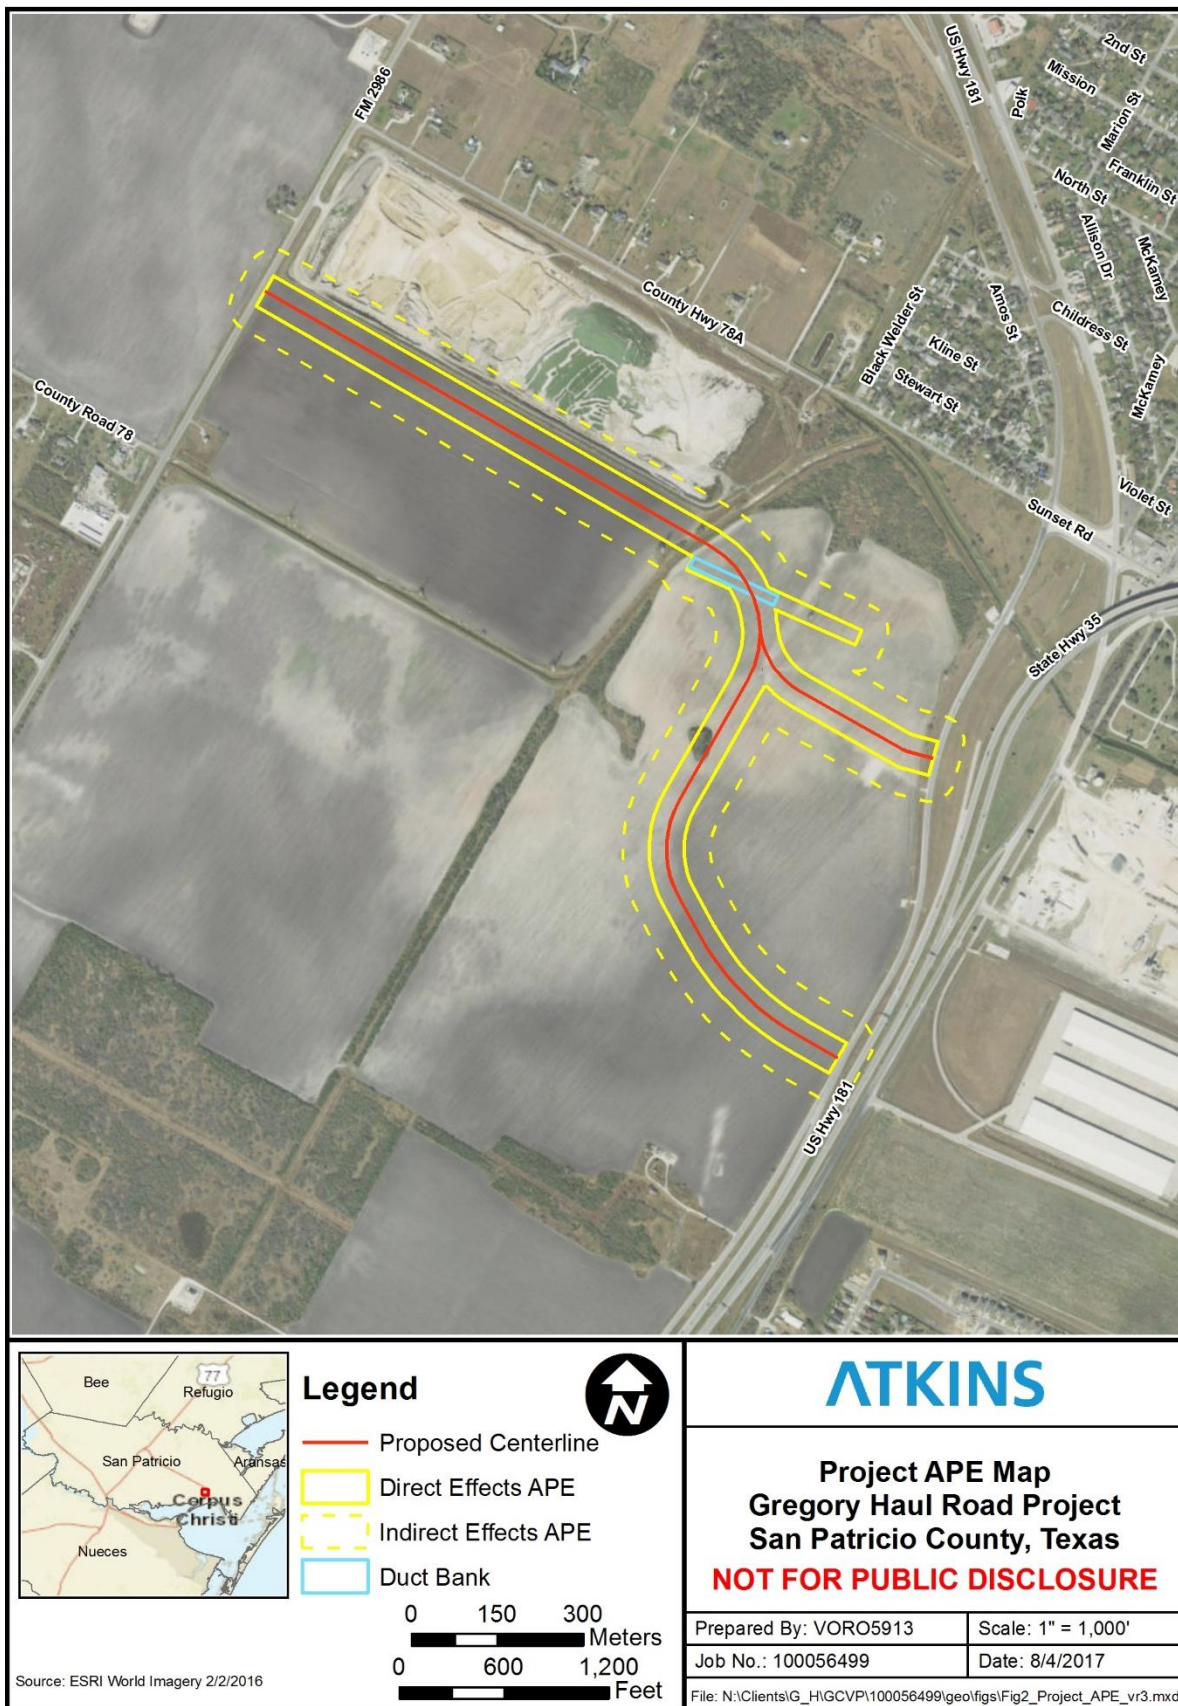 FM 2986
US Hwy 181
2nd St
Mission
Polk
Marion St
Franklin St
North St
Allison Dr
McKamey
County Hwy 78A
Black Welder St
Amos St
Childress St
Kline St
Stewart St
McKamey
County Road 78
Violet St
Sunset Rd
State Hwy 35
US Hwy 181
Bee
77
Refugio
San Patricio
Aransas
Corpus
Christi
Nueces
Legend
N
Proposed Centerline
Direct Effects APE
Indirect Effects APE
Duct Bank
0 150 300
Meters
0 600 1,200
Feet
Source: ESRI World Imagery 2/2/2016
ATKINS
Project APE Map
Gregory Haul Road Project
San Patricio County, Texas
NOT FOR PUBLIC DISCLOSURE
Prepared By: VORO5913
Scale: 1" = 1,000'
Job No.: 100056499
Date: 8/4/2017
File: N:\Clients\G_H\GCVP\100056499\geo\figs\Fig2_Project_APE_vr3.mxd